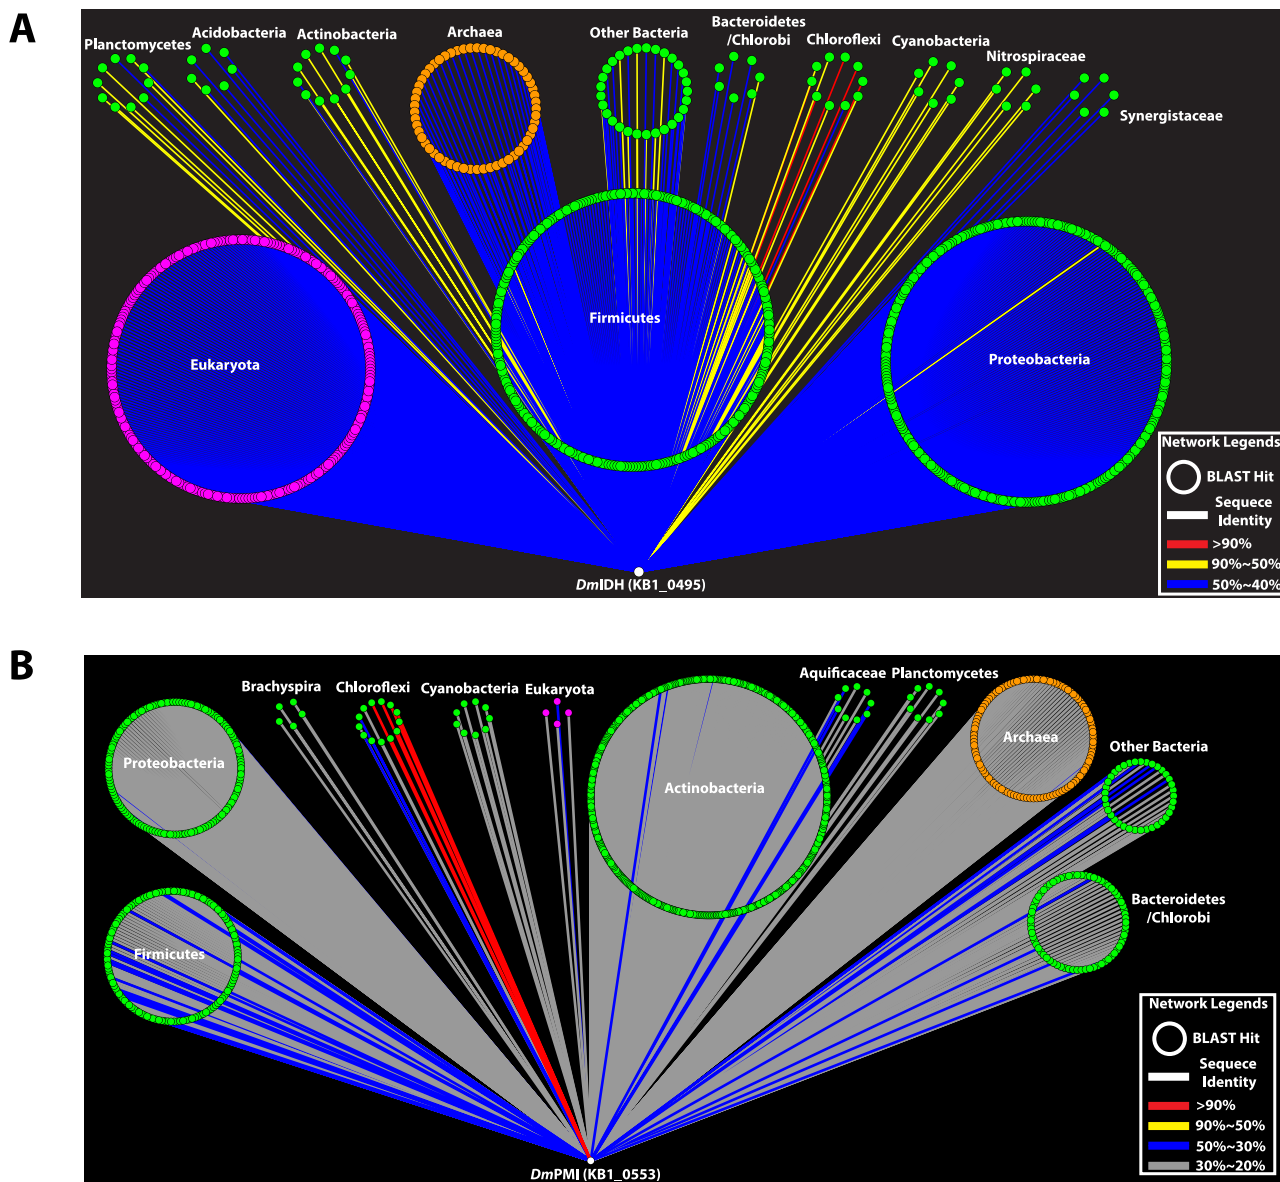 A
Planctomycetes
Acidobacteria
Actinobacteria
Archaea
Other Bacteria
Bacteroidetes
/Chlorobi
Chloroflexi
Cyanobacteria
Nitrospiraceae
Synergistaceae
Eukaryota
Firmicutes
Proteobacteria
Network Legends
BLAST Hit
Sequece
Identity
>90%
90%~50%
50%~40%
DmIDH (KB1_0495)
B
Brachyspira
Chloroflexi
Cyanobacteria
Eukaryota
Aquificaceae
Planctomycetes
Proteobacteria
Actinobacteria
Archaea
Other Bacteria
Firmicutes
Bacteroidetes
/Chlorobi
Network Legends
BLAST Hit
Sequece
Identity
>90%
90%~50%
50%~30%
30%~20%
DmPMI (KB1_0553)